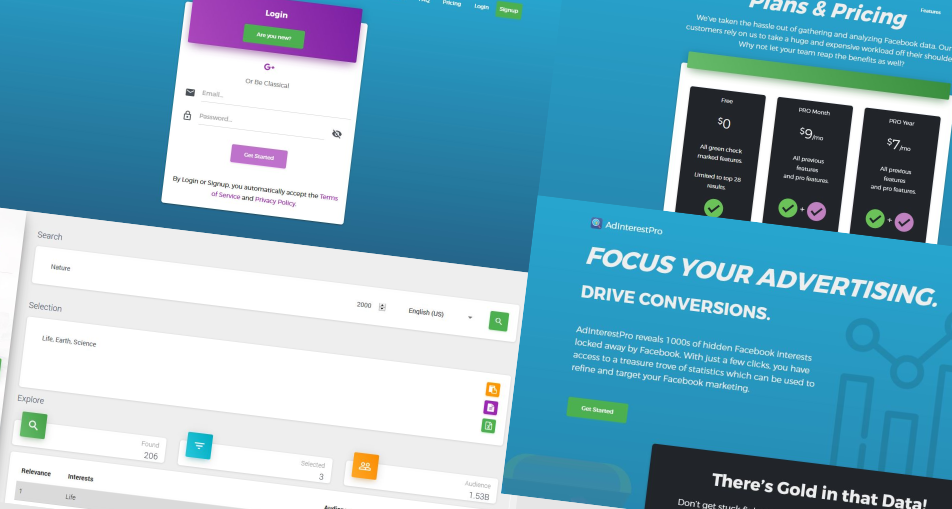 Pricing
Login
Signup
Login
Are you new?
G+
Or Be Classical
Email...
Password...
Get Started
By Login or Signup, you automatically accept the Terms
of Service and Privacy Policy.
Features
Plans & Pricing
We've taken the hassle out of gathering and analyzing Facebook data. Our
customers rely on us to take a huge and expensive workload off their shoulde
Why not let your team reap the benefits as well?
Free
$0
All green check
marked features.
Limited to top 28
results.
PRO Month
$9/mo
All previous
features
and pro features.
+
PRO Year
$7/mo
All previous
features
and pro features.
+
Search
Nature
2000
English (US)
Selection
Life, Earth, Science
Explore
Found
206
Selected
3
Audience
1.53B
Relevance
Interests
1
Life
AdInterestPro
FOCUS YOUR ADVERTISING.
DRIVE CONVERSIONS.
AdInterestPro reveals 1000s of hidden Facebook interests
locked away by Facebook. With just a few clicks, you have
access to a treasure trove of statistics which can be used to
refine and target your Facebook marketing.
Get Started
There's Gold in that Data!